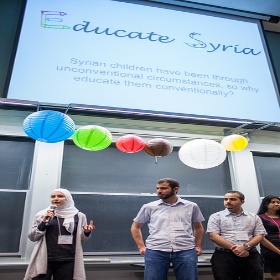 Educate Syria
Syrian children have been through
unconventional circumstances, so why
educate them conventionally?